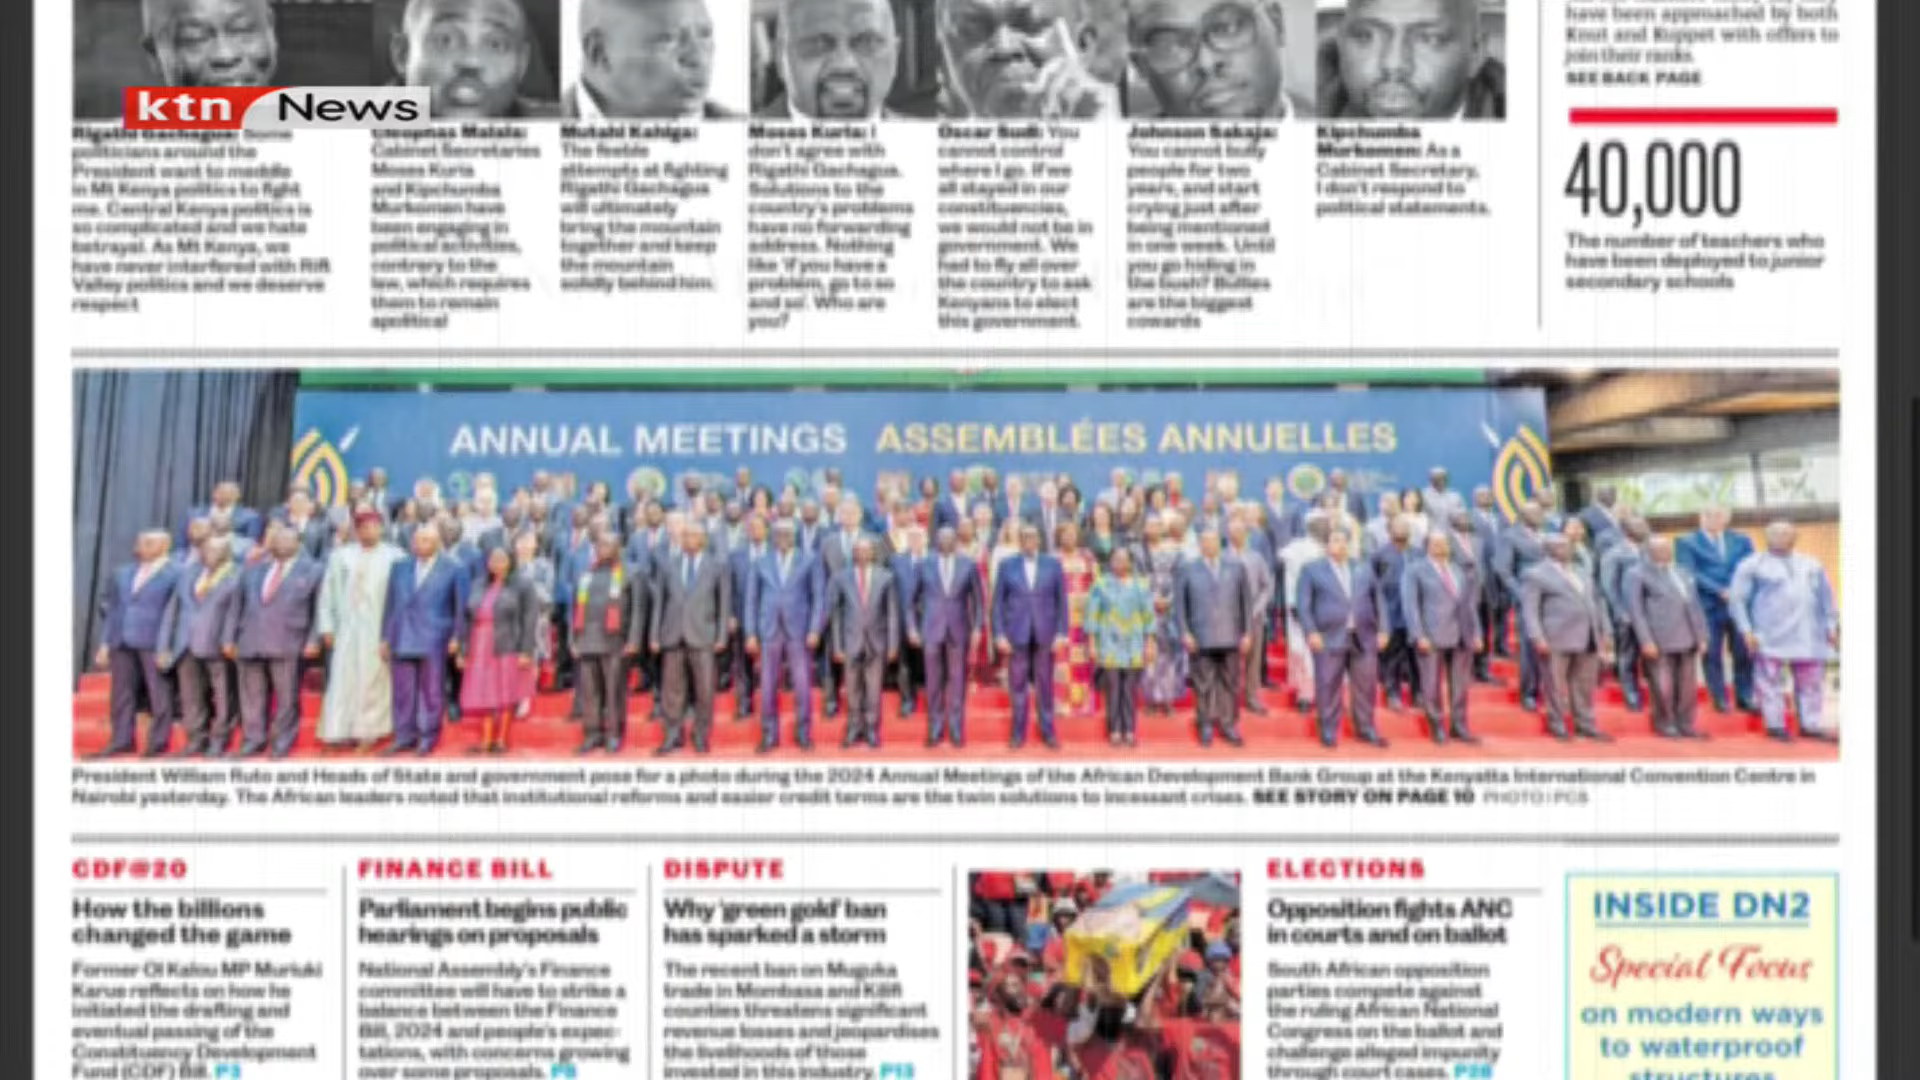 ktn News
Rigathi Gachagua: Some
politicians around the
President want to meddle
in Mt Kenya politics to fight
me. Central Kenya politics is
so complicated and we hate
betrayal. As Mt Kenya, we
have never interfered with Rift
Valley politics and we deserve
respect
Cleophas Malala:
Cabinet Secretaries
Moses Kuria
and Kipchumba
Murkomen have
been engaging in
political activities,
contrary to the
law, which requires
them to remain
apolitical
Mutahi Kahiga:
The feeble
attempts at fighting
Rigathi Gachagua
will ultimately
bring the mountain
together and keep
the mountain
solidly behind him.
Moses Kuria: I
don't agree with
Rigathi Gachagua.
Solutions to the
country's problems
have no forwarding
address. Nothing
like 'if you have a
problem, go to so
and so'. Who are
you?
Oscar Sudi: You
cannot control
where I go. If we
all stayed in our
constituencies,
we would not be in
government. We
had to fly all over
the country to ask
Kenyans to elect
this government.
Johnson Sakaja:
You cannot bully
people for two
years, and start
crying just after
being mentioned
in one week. Until
you go hiding in
the bush? Bullies
are the biggest
cowards
Kipchumba
Murkomen: As a
Cabinet Secretary,
I don't respond to
political statements.
have been approached by both
Knut and Kuppet with offers to
join their ranks.
SEE BACK PAGE
40,000
The number of teachers who
have been deployed to junior
secondary schools
ANNUAL MEETINGS ASSEMBLÉES ANNUELLES
President William Ruto and Heads of State and government pose for a photo during the 2024 Annual Meetings of the African Development Bank Group at the Kenyatta International Convention Centre in
Nairobi yesterday. The African leaders noted that institutional reforms and easier credit terms are the twin solutions to incessant crises. SEE STORY ON PAGE 10 PHOTO | PCS
CDF@20
How the billions
changed the game
Former Ol Kalou MP Muriuki
Karue reflects on how he
initiated the drafting and
eventual passing of the
Constituency Development
Fund (CDF) Bill. P3
FINANCE BILL
Parliament begins public
hearings on proposals
National Assembly's Finance
committee will have to strike a
balance between the Finance
Bill, 2024 and people's expec-
tations, with concerns growing
over some proposals. P8
DISPUTE
Why 'green gold' ban
has sparked a storm
The recent ban on Muguka
trade in Mombasa and Kilifi
counties threatens significant
revenue losses and jeopardises
the livelihoods of those
invested in this industry. P13
ELECTIONS
Opposition fights ANC
in courts and on ballot
South African opposition
parties compete against
the ruling African National
Congress on the ballot and
challenge alleged impunity
through court cases. P28
INSIDE DN2
Special Focus
on modern ways
to waterproof
structures